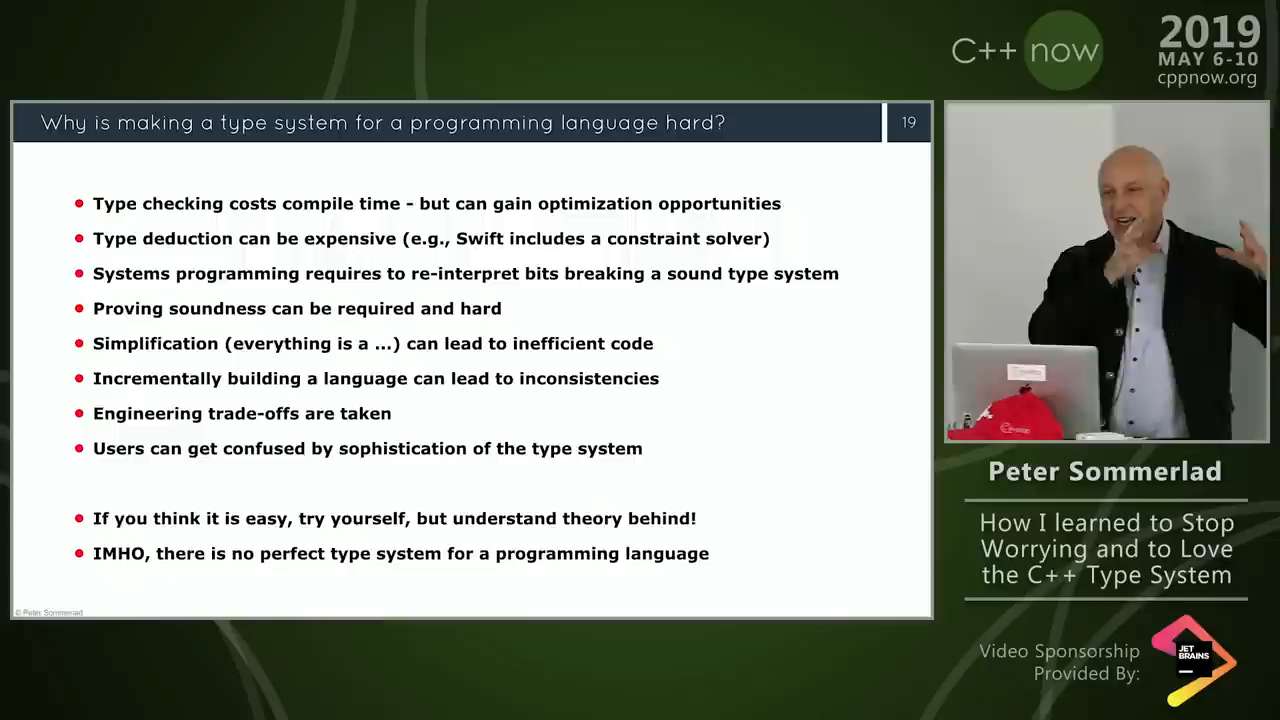 C++ now
2019
MAY 6-10
cppnow.org
Why is making a type system for a programming language hard?
19
Type checking costs compile time - but can gain optimization opportunities
Type deduction can be expensive (e.g., Swift includes a constraint solver)
Systems programming requires to re-interpret bits breaking a sound type system
Proving soundness can be required and hard
Simplification (everything is a ...) can lead to inefficient code
Incrementally building a language can lead to inconsistencies
Engineering trade-offs are taken
Users can get confused by sophistication of the type system
If you think it is easy, try yourself, but understand theory behind!
IMHO, there is no perfect type system for a programming language
© Peter Sommerlad
Peter Sommerlad
How I learned to Stop
Worrying and to Love
the C++ Type System
Video Sponsorship
Provided By:
JET
BRAINS